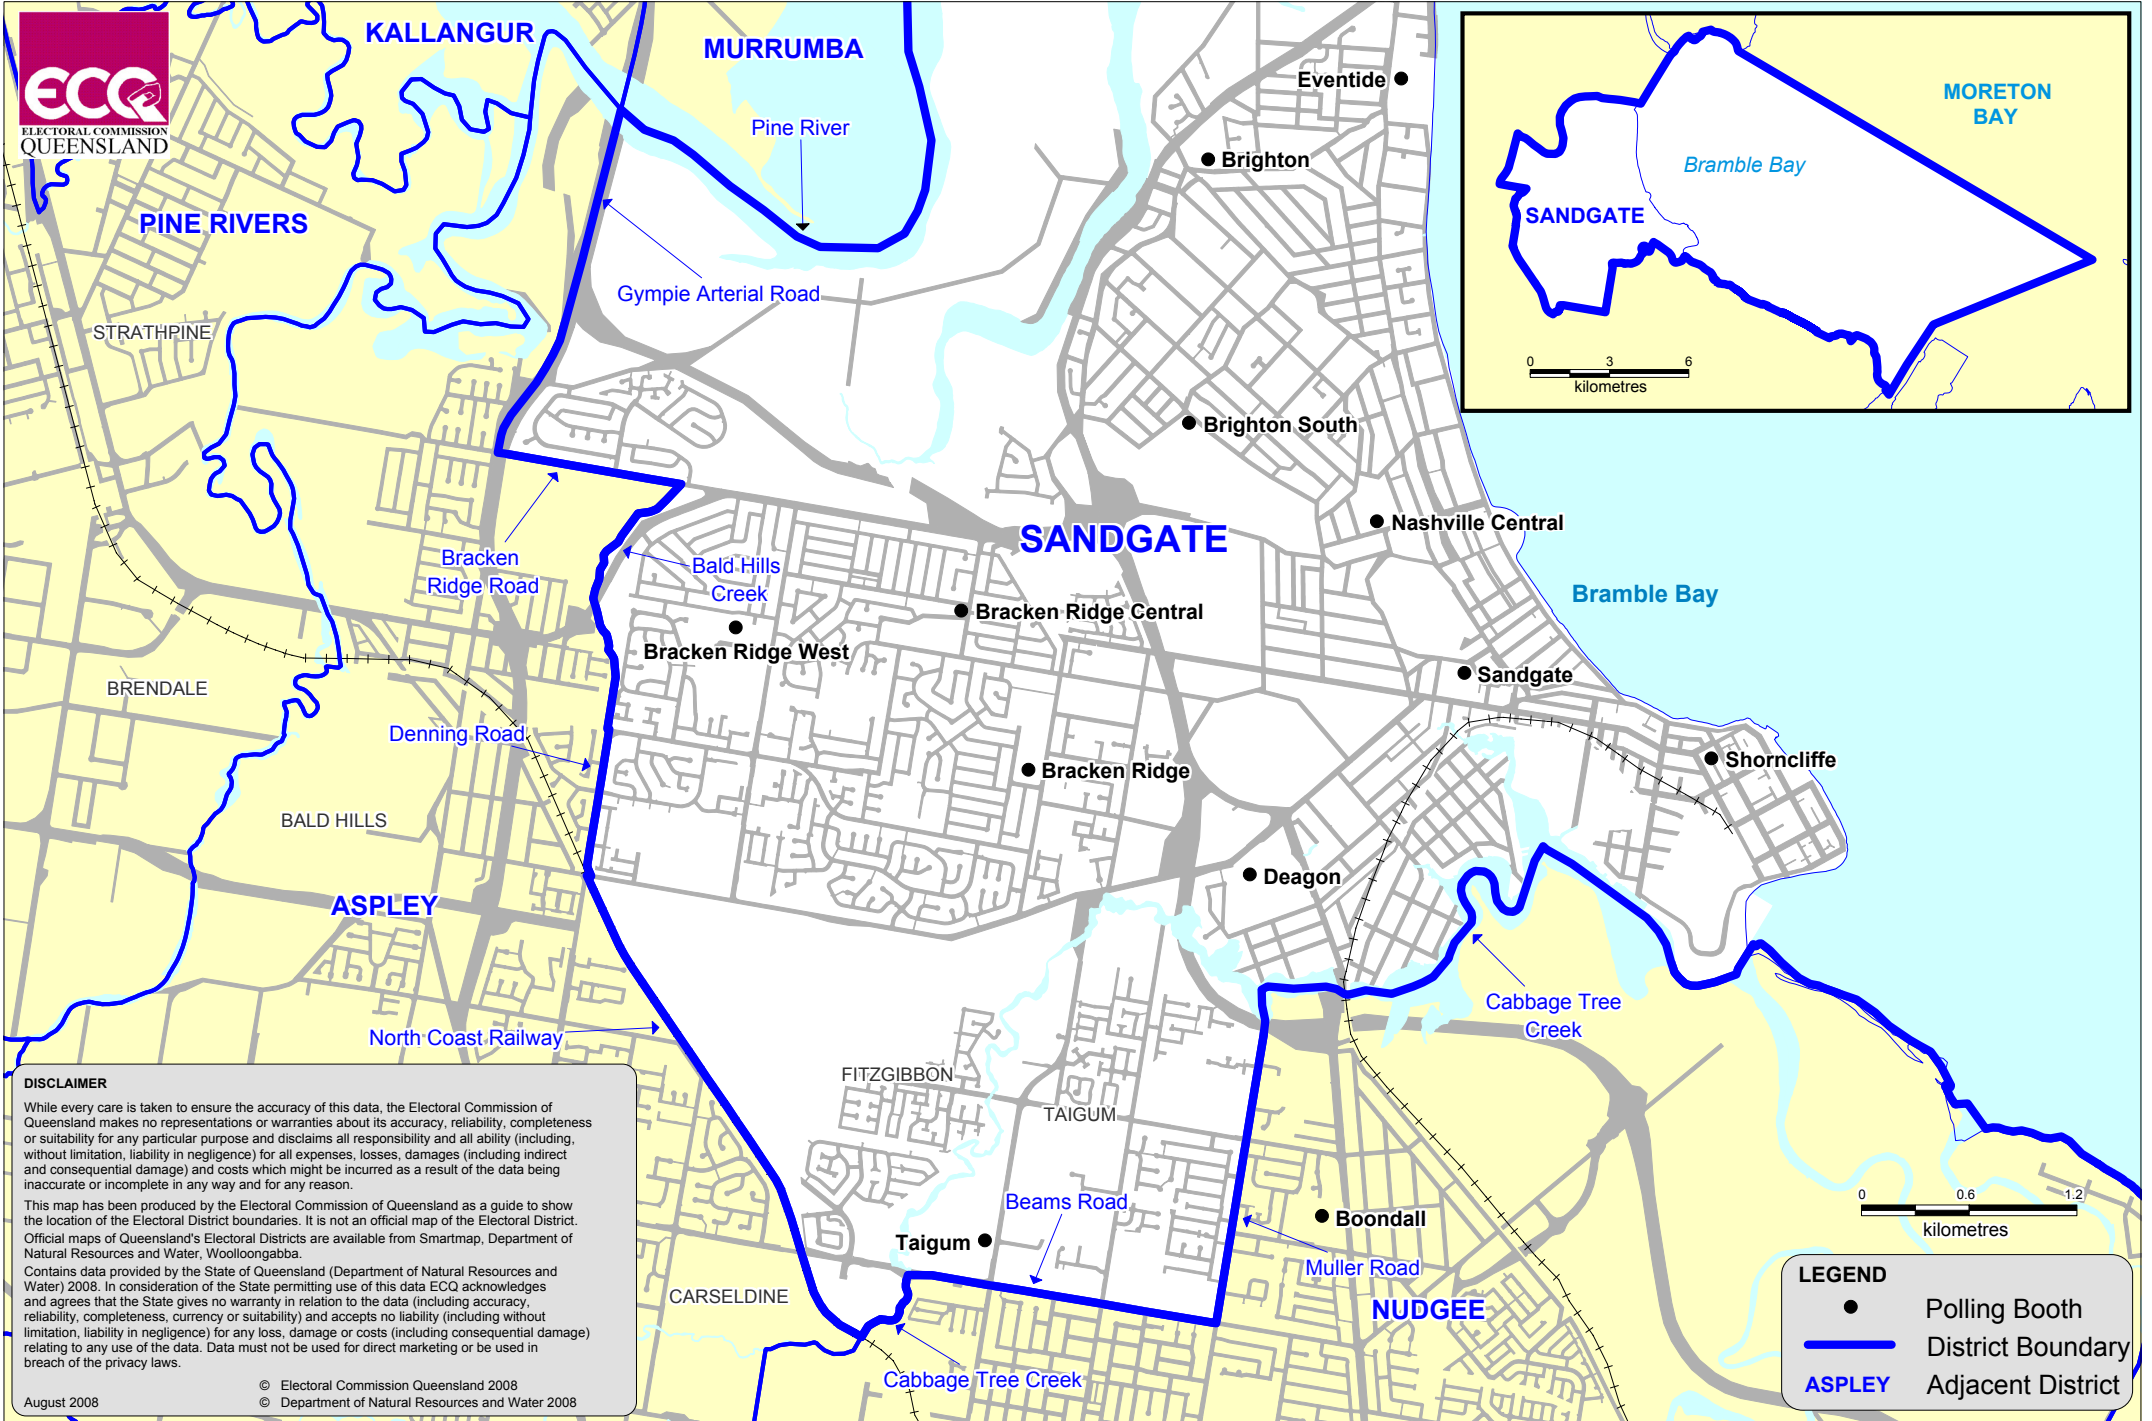 ECQ
ELECTORAL COMMISSION
QUEENSLAND
KALLANGUR
MURRUMBA
Pine River
Eventide
Brighton
PINE RIVERS
Gympie Arterial Road
STRATHPINE
MORETON
BAY
Bramble Bay
SANDGATE
0 3 6
kilometres
Brighton South
Nashville Central
SANDGATE
Bracken
Ridge Road
Bald Hills
Creek
Bramble Bay
Bracken Ridge Central
Bracken Ridge West
Sandgate
BRENDALE
Denning Road
Bracken Ridge
Shorncliffe
BALD HILLS
Deagon
ASPLEY
Cabbage Tree
Creek
North Coast Railway
FITZGIBBON
TAIGUM
Beams Road
Taigum
Boondall
Muller Road
CARSELDINE
NUDGEE
Cabbage Tree Creek
0 0.6 1.2
kilometres
LEGEND
Polling Booth
District Boundary
ASPLEY Adjacent District
DISCLAIMER
While every care is taken to ensure the accuracy of this data, the Electoral Commission of
Queensland makes no representations or warranties about its accuracy, reliability, completeness
or suitability for any particular purpose and disclaims all responsibility and all ability (including,
without limitation, liability in negligence) for all expenses, losses, damages (including indirect
and consequential damage) and costs which might be incurred as a result of the data being
inaccurate or incomplete in any way and for any reason.
This map has been produced by the Electoral Commission of Queensland as a guide to show
the location of the Electoral District boundaries. It is not an official map of the Electoral District.
Official maps of Queensland's Electoral Districts are available from Smartmap, Department of
Natural Resources and Water, Woolloongabba.
Contains data provided by the State of Queensland (Department of Natural Resources and
Water) 2008. In consideration of the State permitting use of this data ECQ acknowledges
and agrees that the State gives no warranty in relation to the data (including accuracy,
reliability, completeness, currency or suitability) and accepts no liability (including without
limitation, liability in negligence) for any loss, damage or costs (including consequential damage)
relating to any use of the data. Data must not be used for direct marketing or be used in
breach of the privacy laws.
© Electoral Commission Queensland 2008
August 2008 © Department of Natural Resources and Water 2008